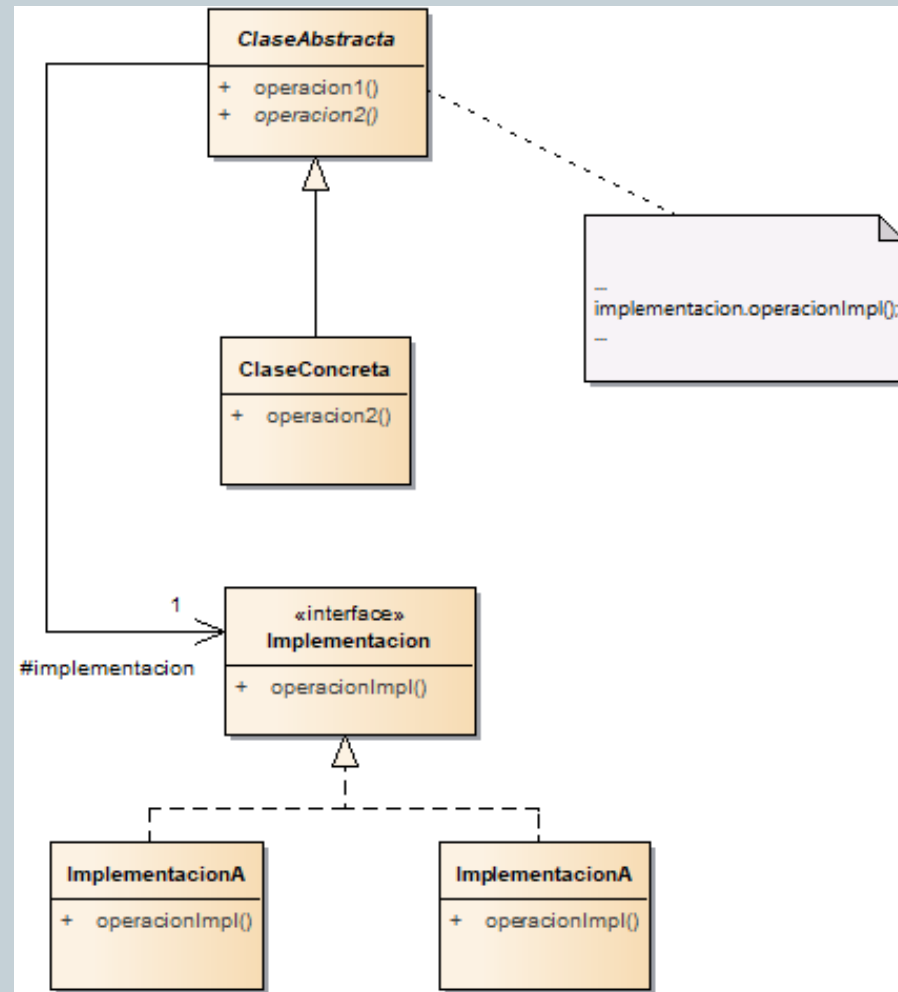 ClaseAbstracta
+ operacion1()
+ operacion2()
...
implementacion.operacionImpl();
...
ClaseConcreta
+ operacion2()
1
#implementacion
«interface»
Implementacion
+ operacionImpl()
ImplementacionA
+ operacionImpl()
ImplementacionA
+ operacionImpl()